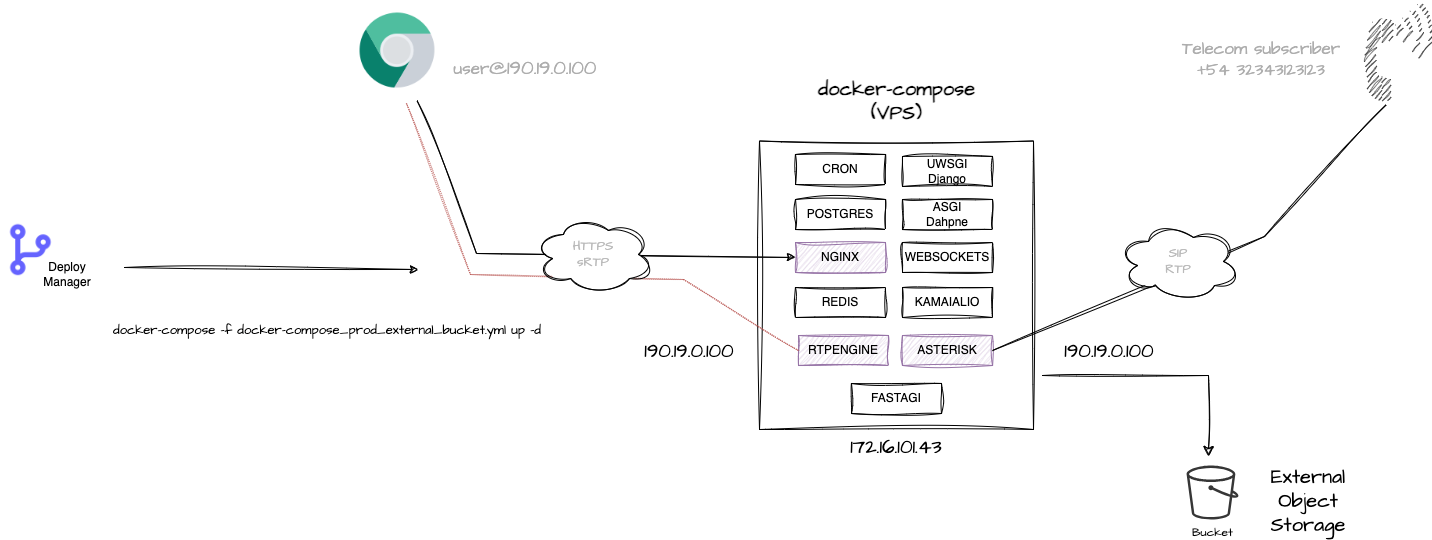 user@190.19.0.100
Telecom subscriber
+54 32343123123
docker-compose
(VPS)
CRON
UWSGI
Django
POSTGRES
ASGI
Dahpne
HTTPS
sRTP
NGINX
WEBSOCKETS
SIP
RTP
Deploy
Manager
REDIS
KAMAIALIO
docker-compose -f docker-compose_prod_external_bucket.yml up -d
190.19.0.100
RTPENGINE
ASTERISK
190.19.0.100
FASTAGI
172.16.101.43
External
Object
Storage
Bucket